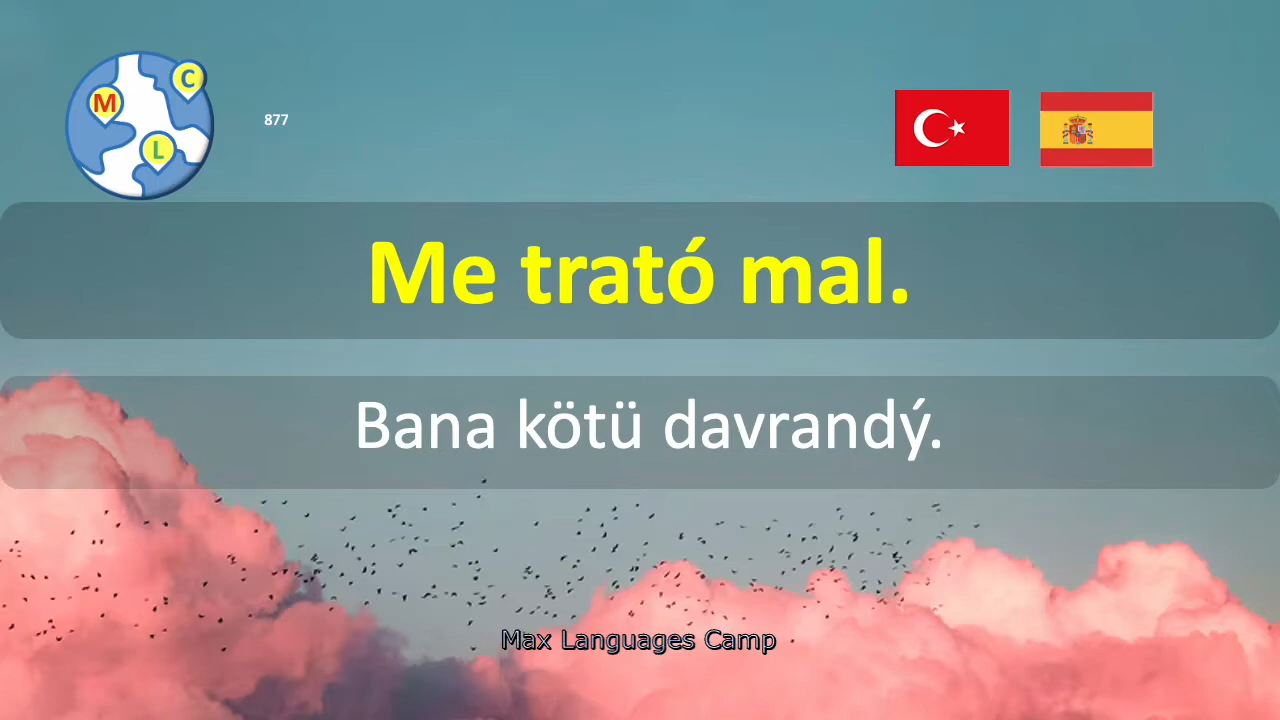 C
M
L
877
Me trató mal.
Bana kötü davrandý.
Max Languages Camp